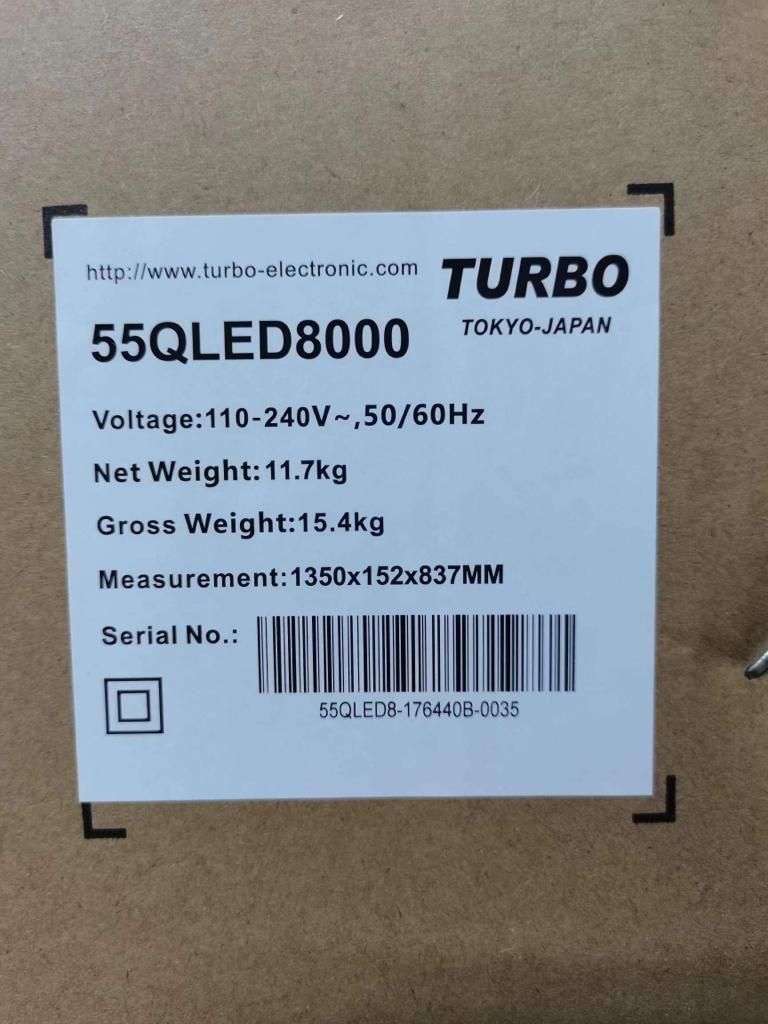 http://www.turbo-electronic.com
TURBO
TOKYO-JAPAN
55QLED8000
Voltage:110-240V~,50/60Hz
Net Weight:11.7kg
Gross Weight:15.4kg
Measurement:1350x152x837MM
Serial No.:
55QLED8-176440B-0035